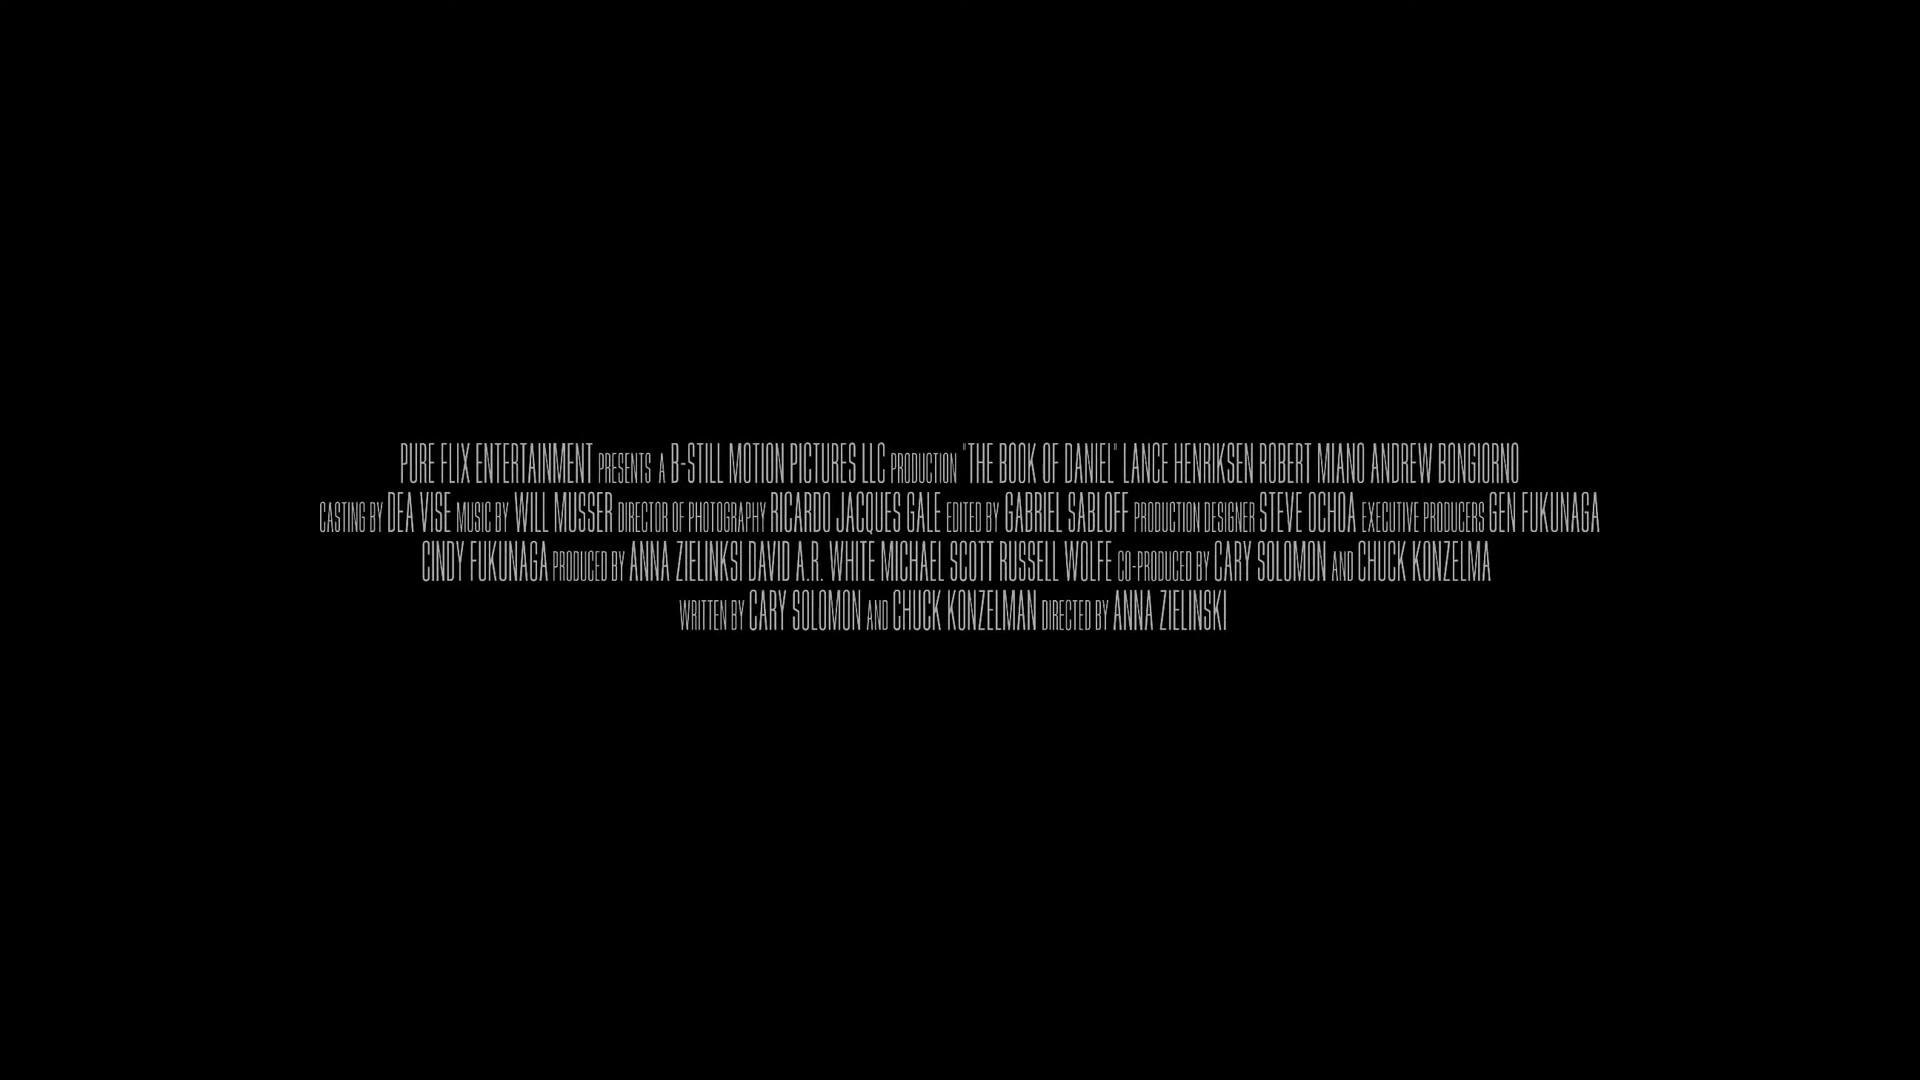 PURE FLIX ENTERTAINMENT PRESENTS A B-STILL MOTION PICTURES LLC PRODUCTION "THE BOOK OF DANIEL" LANCE HENRIKSEN ROBERT MIANO ANDREW BONGIORNO
CASTING BY DEA VISE MUSIC BY WILL MUSSER DIRECTOR OF PHOTOGRAPHY RICARDO JACQUES GALE EDITED BY GABRIEL SABLOFF PRODUCTION DESIGNER STEVE OCHOA EXECUTIVE PRODUCERS GEN FUKUNAGA
CINDY FUKUNAGA PRODUCED BY ANNA ZIELINKSI DAVID A.R. WHITE MICHAEL SCOTT RUSSELL WOLFE CO-PRODUCED BY CARY SOLOMON AND CHUCK KONZELMA
WRITTEN BY CARY SOLOMON AND CHUCK KONZELMAN DIRECTED BY ANNA ZIELINSKI